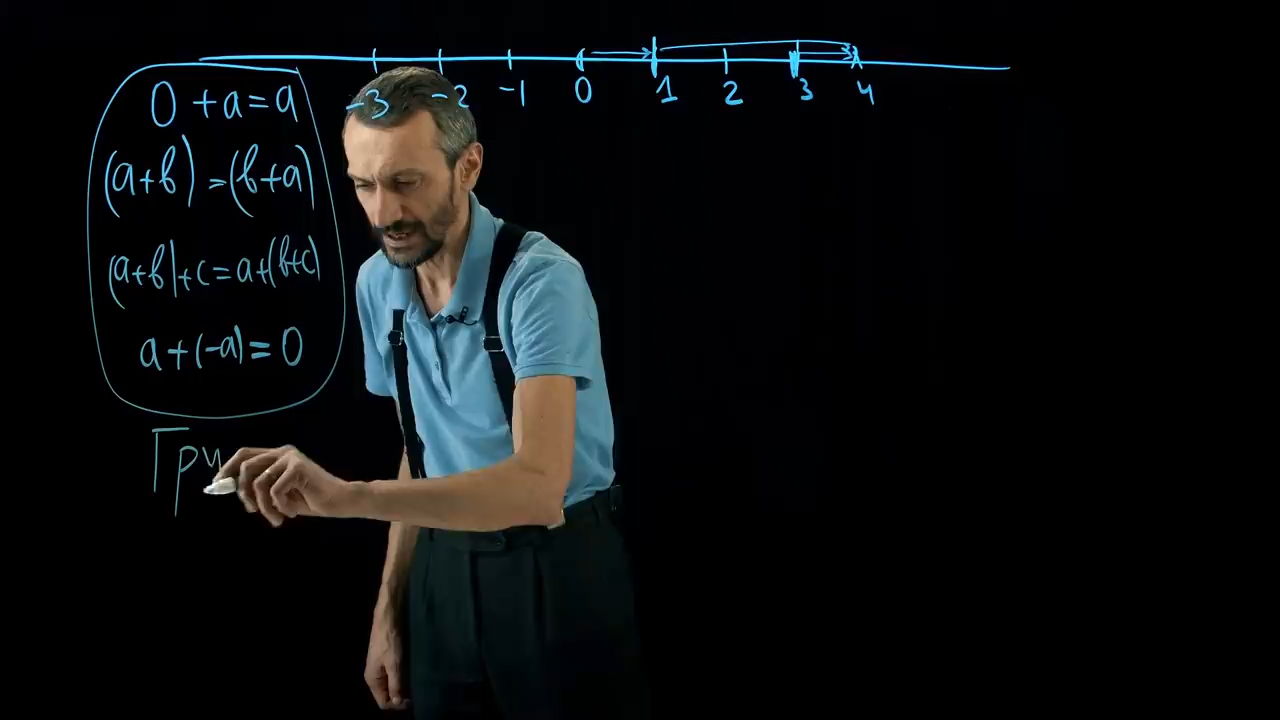 -3 -2 -1 0 1 2 3 4
0 + a = a
(a+b) = (b+a)
(a+b)+c=a+(b+c)
a+(-a)=0
Гру